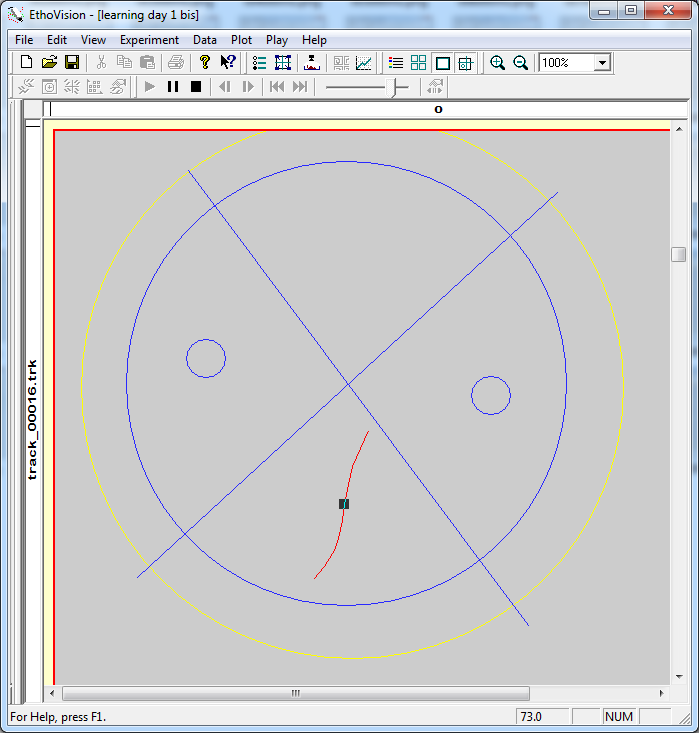 EthoVision - [learning day 1 bis]
File Edit View Experiment Data Plot Play Help
100%
0
track_00016.trk
For Help, press F1.
73.0
NUM